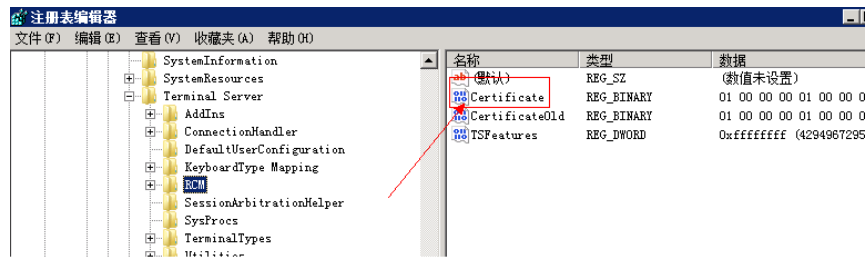 注册表编辑器
文件(F) 编辑(E) 查看(V) 收藏夹(A) 帮助(H)
SystemInformation
SystemResources
Terminal Server
AddIns
ConnectionHandler
DefaultUserConfiguration
KeyboardType Mapping
RCM
SessionArbitrationHelper
SysProcs
TerminalTypes
Utilities
名称 类型 数据
(默认) REG_SZ (数值未设置)
Certificate REG_BINARY 01 00 00 00 01 00 00 0
CertificateOld REG_BINARY 01 00 00 00 01 00 00 0
TSFeatures REG_DWORD 0xffffffff (4294967295